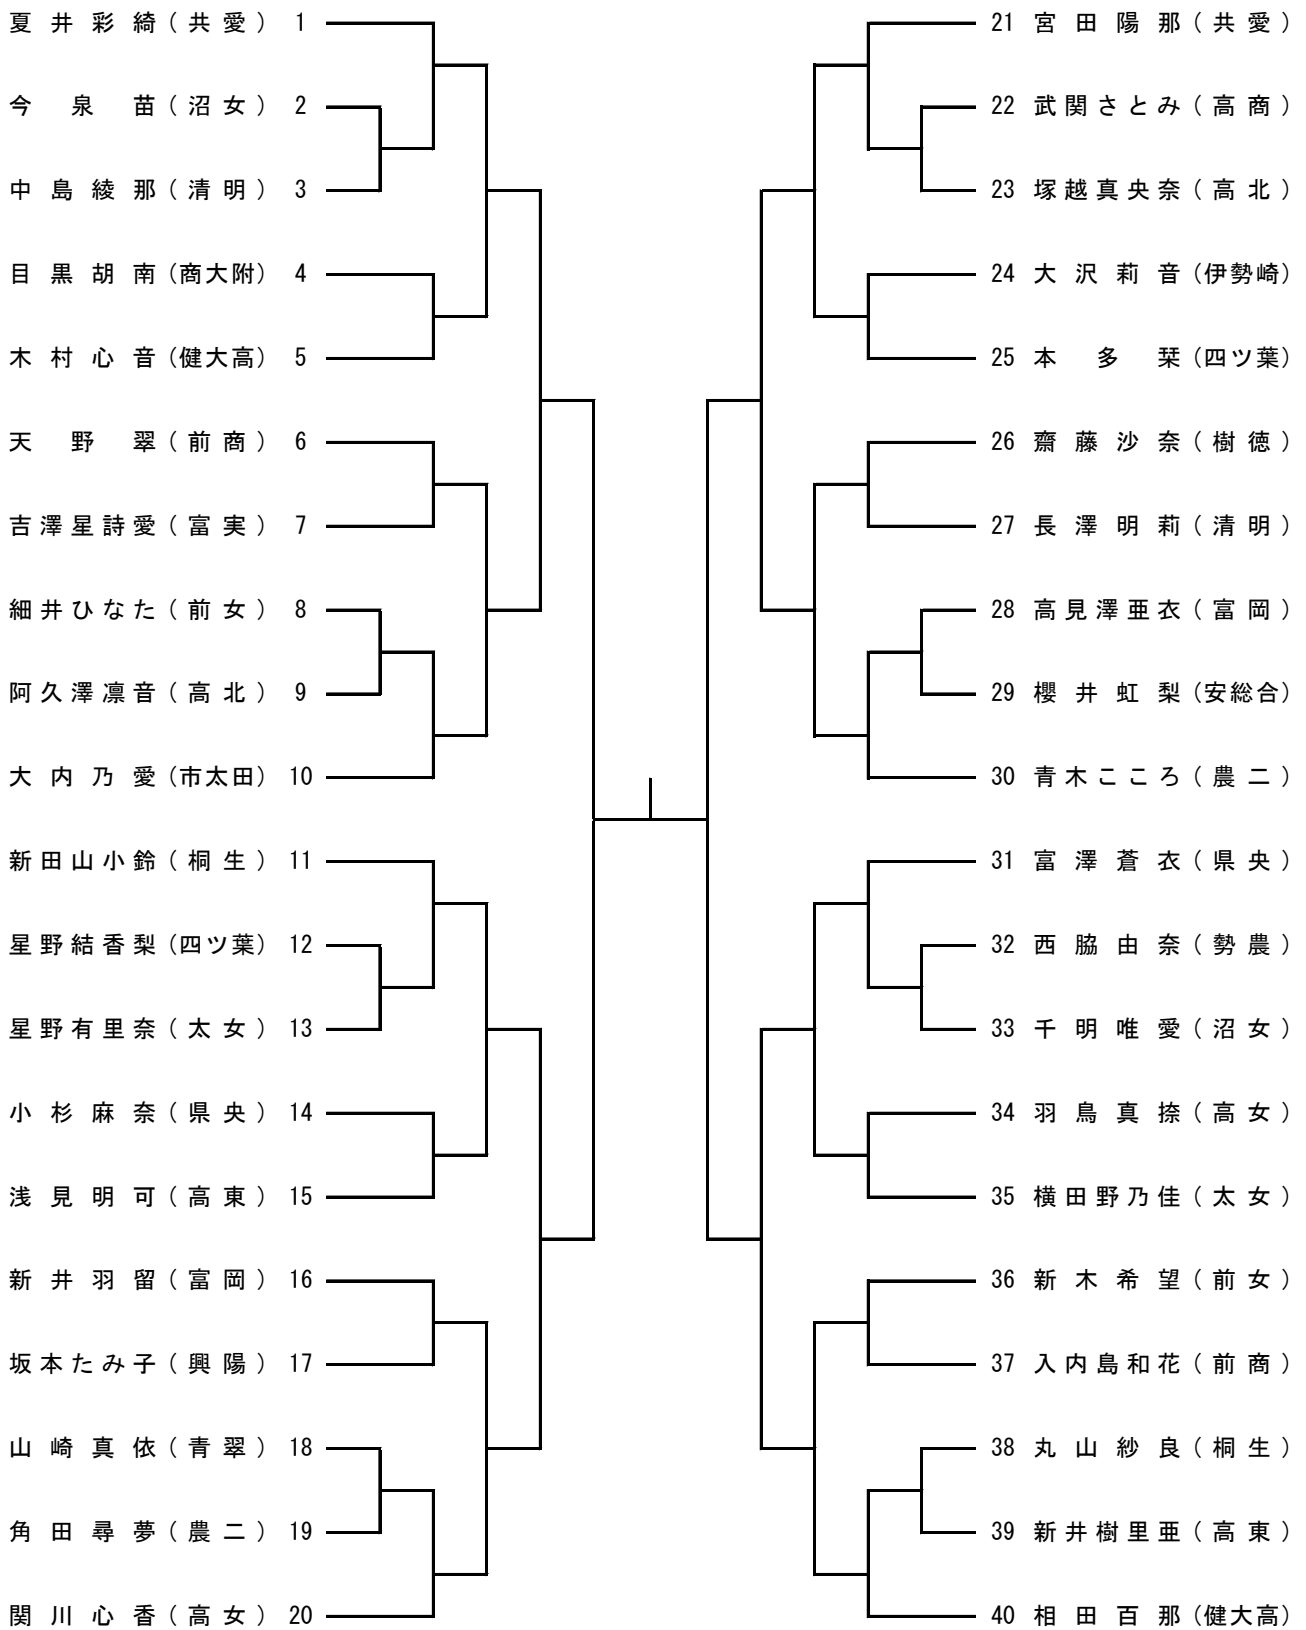 夏井彩綺（共愛） 1
今泉苗（沼女） 2
中島綾那（清明） 3
目黒胡南（商大附） 4
木村心音（健大高） 5
天野翠（前商） 6
吉澤星詩愛（富実） 7
細井ひなた（前女） 8
阿久澤凛音（高北） 9
大内乃愛（市太田） 10
新田山小鈴（桐生） 11
星野結香梨（四ツ葉） 12
星野有里奈（太女） 13
小杉麻奈（県央） 14
浅見明可（高東） 15
新井羽留（富岡） 16
坂本たみ子（興陽） 17
山崎真依（青翠） 18
角田尋夢（農二） 19
関川心香（高女） 20
21 宮田陽那（共愛）
22 武関さとみ（高商）
23 塚越真央奈（高北）
24 大沢莉音（伊勢崎）
25 本多栞（四ツ葉）
26 齋藤沙奈（樹徳）
27 長澤明莉（清明）
28 高見澤亜衣（富岡）
29 櫻井虹梨（安総合）
30 青木こころ（農二）
31 富澤蒼衣（県央）
32 西脇由奈（勢農）
33 千明唯愛（沼女）
34 羽鳥真捺（高女）
35 横田野乃佳（太女）
36 新木希望（前女）
37 入内島和花（前商）
38 丸山紗良（桐生）
39 新井樹里亜（高東）
40 相田百那（健大高）